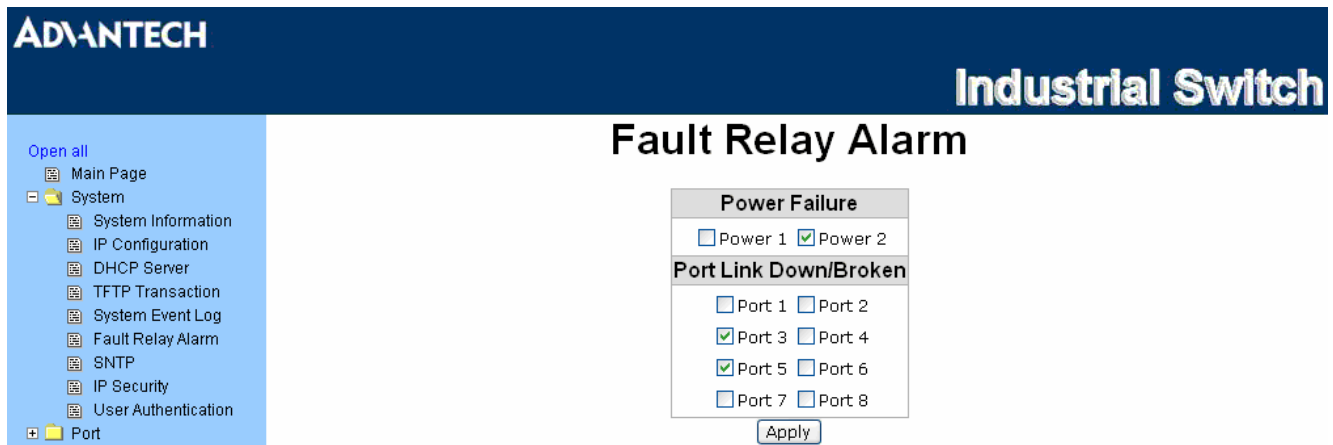 ADVANTECH
Industrial Switch
Open all
Main Page
System
System Information
IP Configuration
DHCP Server
TFTP Transaction
System Event Log
Fault Relay Alarm
SNTP
IP Security
User Authentication
Port
Fault Relay Alarm
Power Failure
Power 1 Power 2
Port Link Down/Broken
Port 1 Port 2
Port 3 Port 4
Port 5 Port 6
Port 7 Port 8
Apply